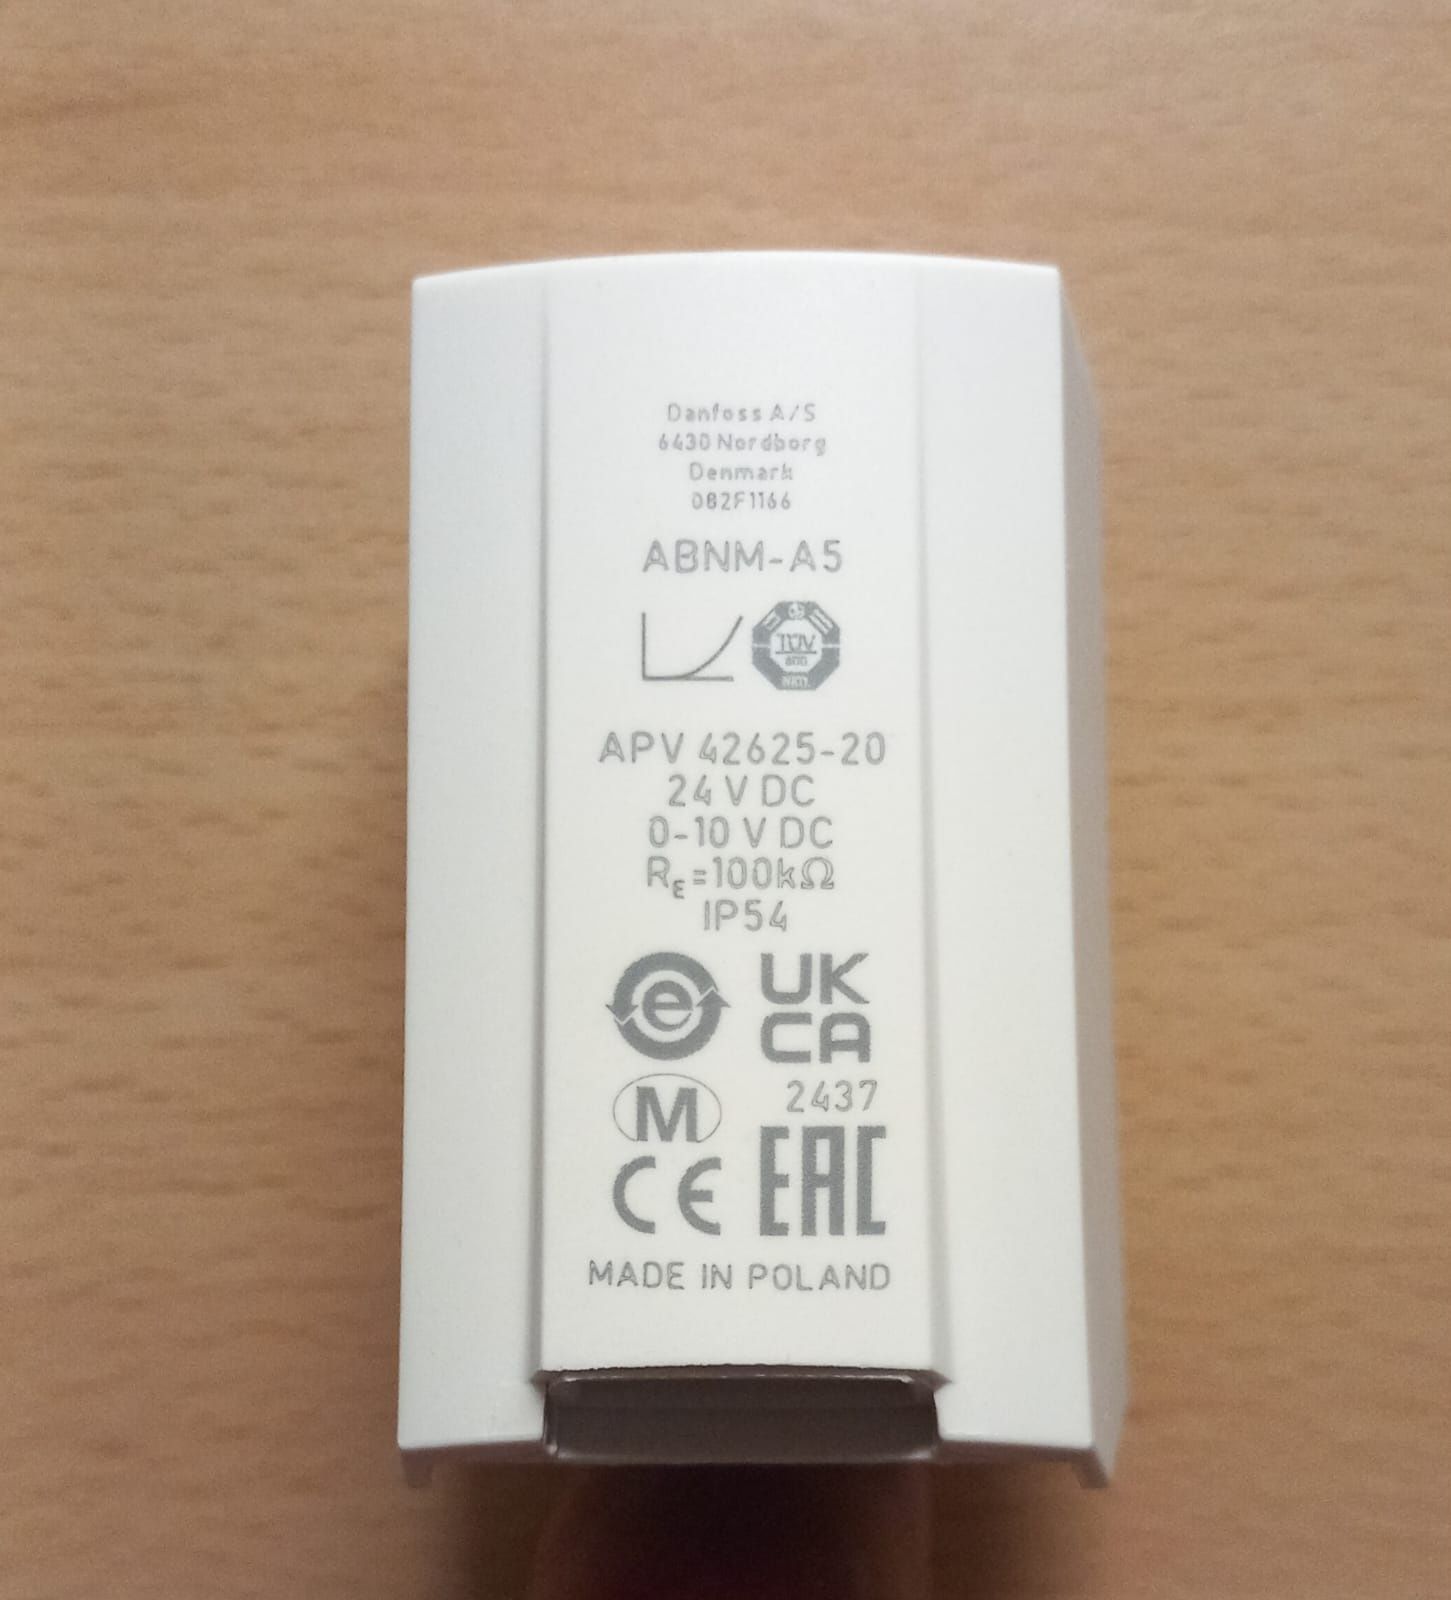 Danfoss A/S
6430 Nordborg
Denmark
082F1166
ABNM-A5
TÜV
APV 42625-20
24 V DC
0-10 V DC
RE=100kΩ
IP54
e
UK
CA
M
2437
CE
EAC
MADE IN POLAND